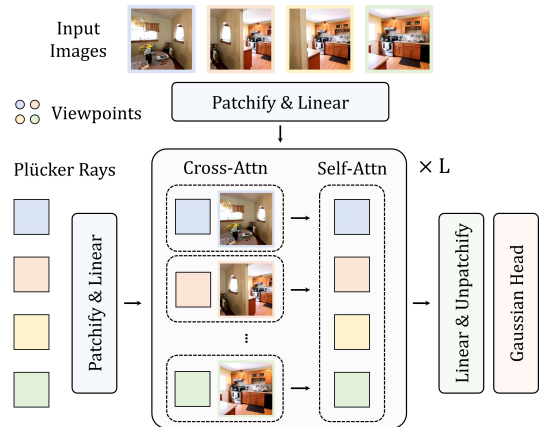 Input
Images
Patchify & Linear
Viewpoints
Plücker Rays
Cross-Attn
Self-Attn
× L
Patchify & Linear
...
Linear & Unpatchify
Gaussian Head